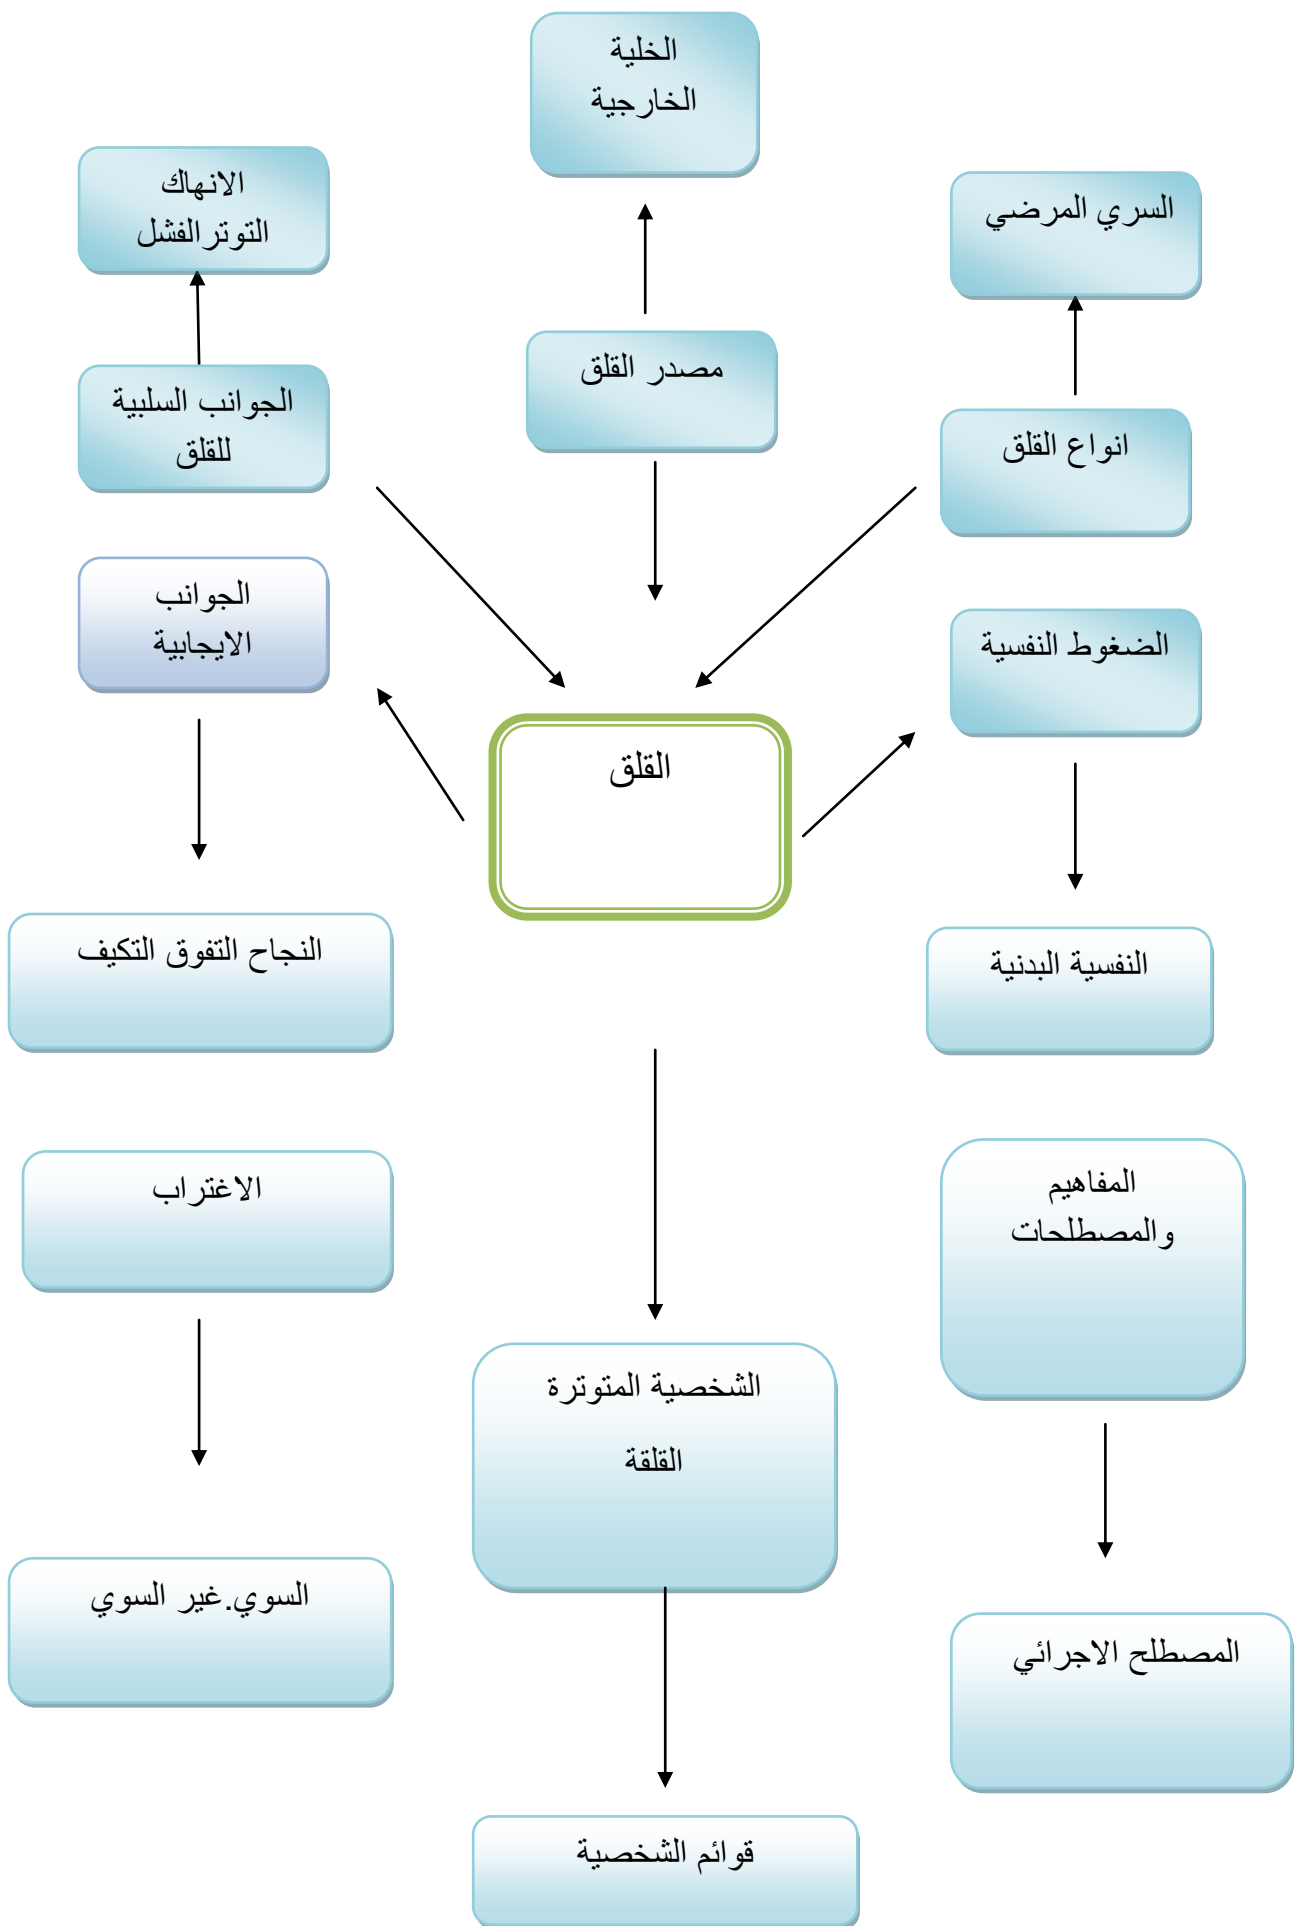 الخلية
الخارجية
السري المرضي
الانهاك
التوترالفشل
مصدر القلق
انواع القلق
الجوانب السلبية
للقلق
الضغوط النفسية
الجوانب
الايجابية
القلق
النفسية البدنية
النجاح التفوق التكيف
المفاهيم
والمصطلحات
الاغتراب
الشخصية المتوترة
القلقة
المصطلح الاجرائي
السوي.غير السوي
قوائم الشخصية